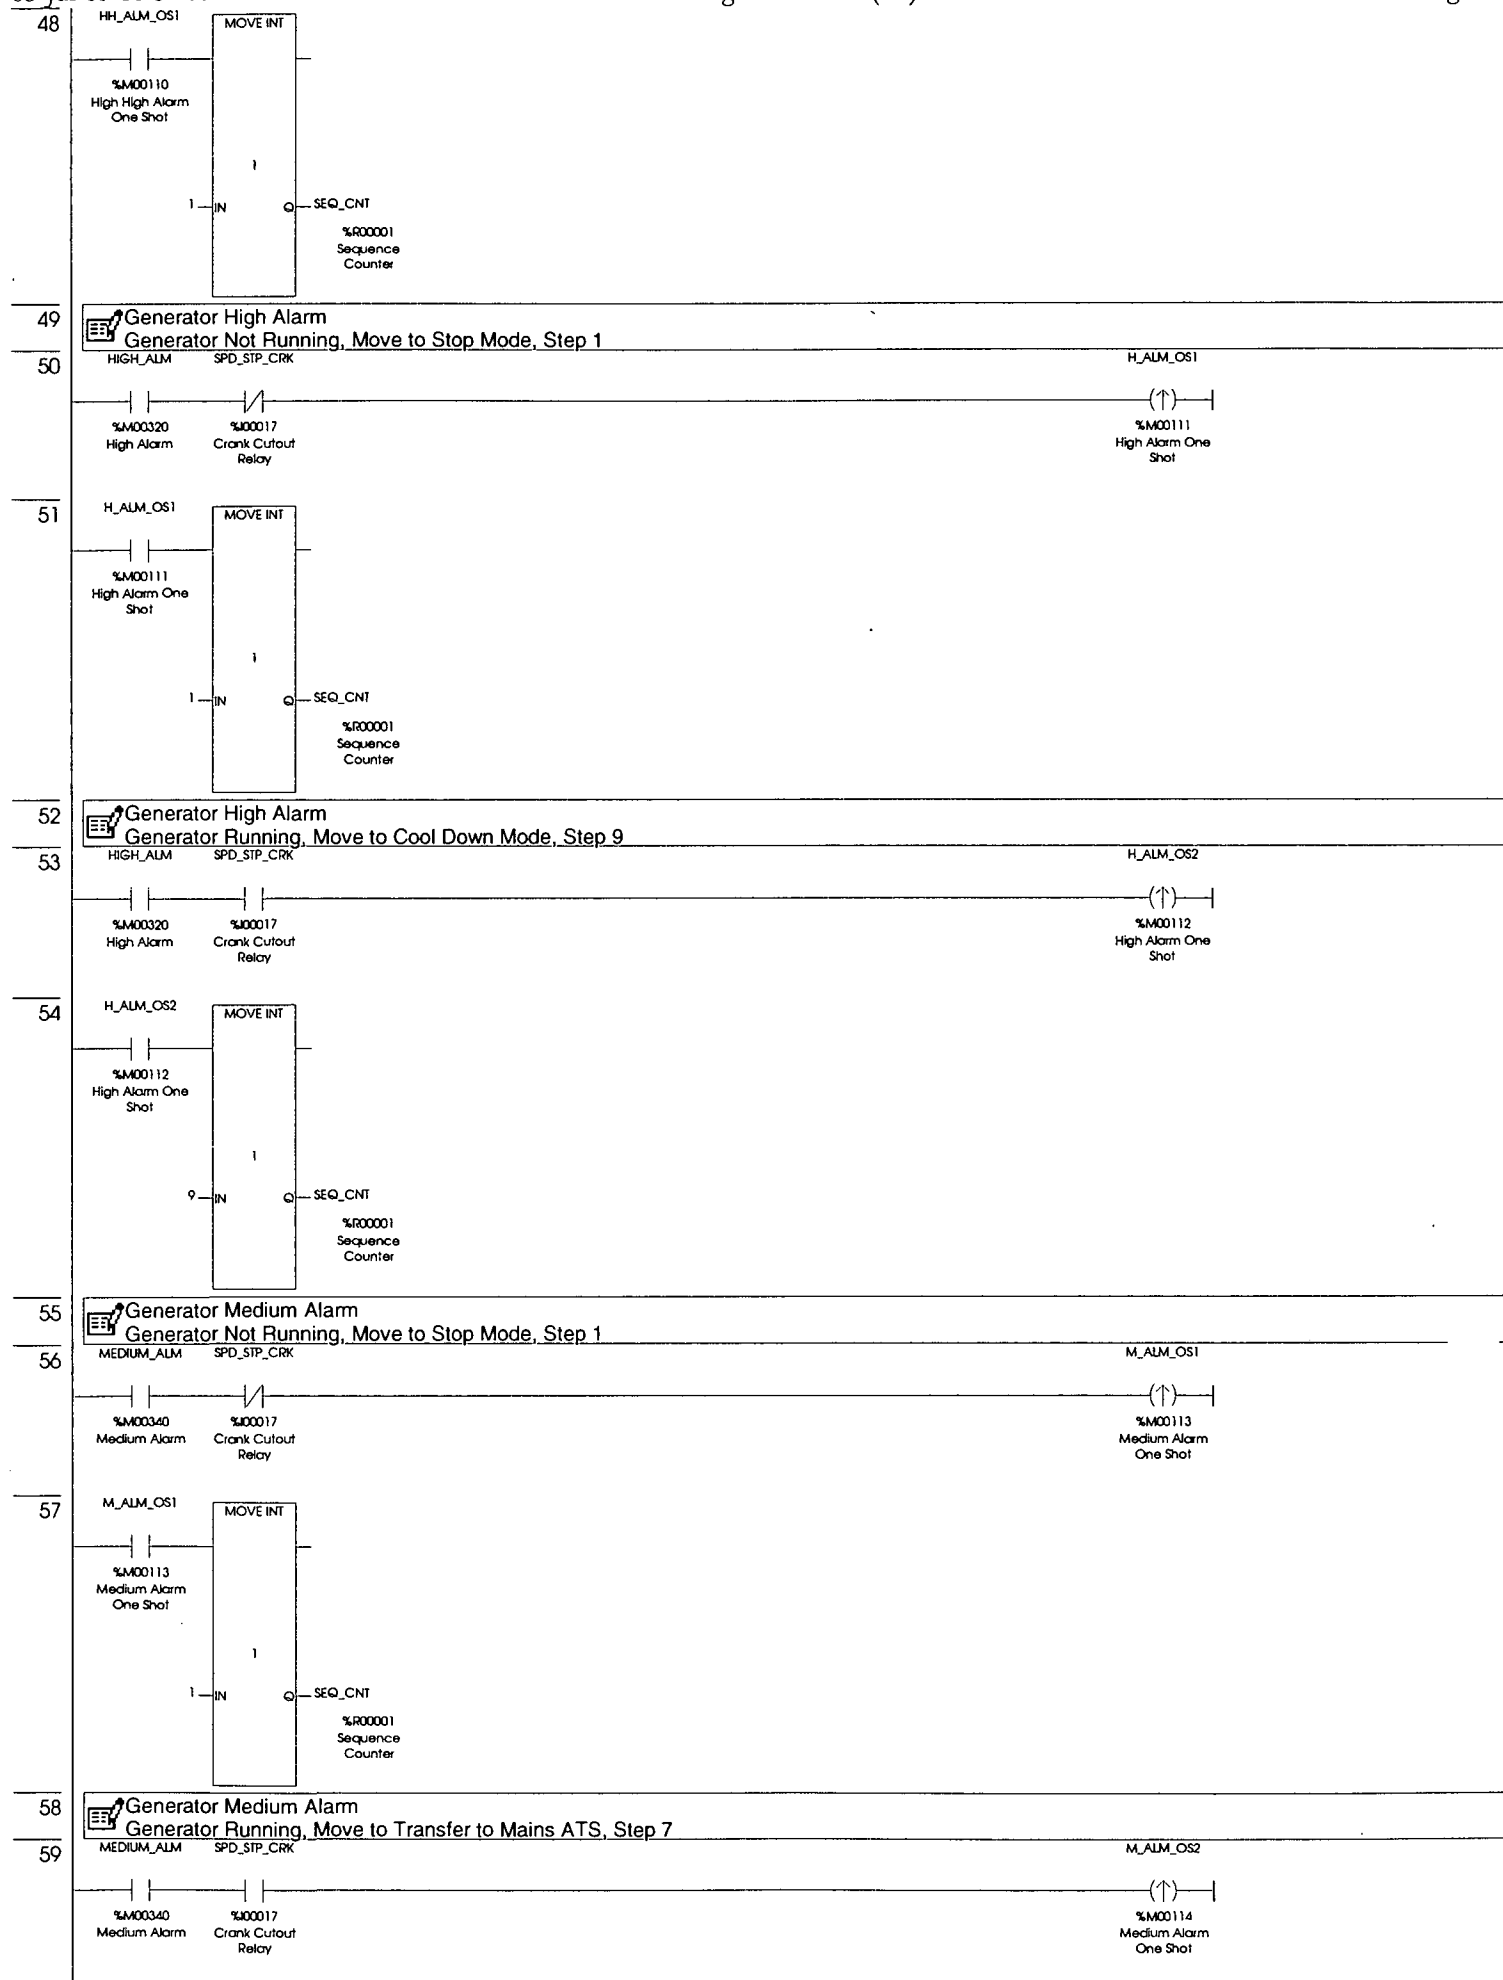 48
HH_ALM_OS1
MOVE INT
%M00110
High High Alarm
One Shot
1
1
IN
Q
SEQ_CNT
%R00001
Sequence
Counter
49
Generator High Alarm
Generator Not Running, Move to Stop Mode, Step 1
50
HIGH_ALM
SPD_STP_CRK
H_ALM_OS1
%M00320
High Alarm
%I00017
Crank Cutout
Relay
%M00111
High Alarm One
Shot
51
H_ALM_OS1
MOVE INT
%M00111
High Alarm One
Shot
1
1
IN
Q
SEQ_CNT
%R00001
Sequence
Counter
52
Generator High Alarm
Generator Running, Move to Cool Down Mode, Step 9
53
HIGH_ALM
SPD_STP_CRK
H_ALM_OS2
%M00320
High Alarm
%I00017
Crank Cutout
Relay
%M00112
High Alarm One
Shot
54
H_ALM_OS2
MOVE INT
%M00112
High Alarm One
Shot
1
9
IN
Q
SEQ_CNT
%R00001
Sequence
Counter
55
Generator Medium Alarm
Generator Not Running, Move to Stop Mode, Step 1
56
MEDIUM_ALM
SPD_STP_CRK
M_ALM_OS1
%M00340
Medium Alarm
%I00017
Crank Cutout
Relay
%M00113
Medium Alarm
One Shot
57
M_ALM_OS1
MOVE INT
%M00113
Medium Alarm
One Shot
1
1
IN
Q
SEQ_CNT
%R00001
Sequence
Counter
58
Generator Medium Alarm
Generator Running, Move to Transfer to Mains ATS, Step 7
59
MEDIUM_ALM
SPD_STP_CRK
M_ALM_OS2
%M00340
Medium Alarm
%I00017
Crank Cutout
Relay
%M00114
Medium Alarm
One Shot